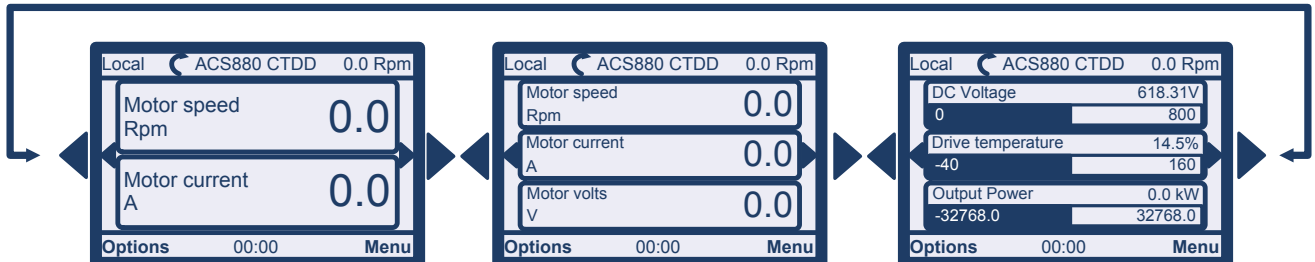 Local ACS880 CTDD 0.0 Rpm
Motor speed
Rpm
0.0
Motor current
A
0.0
Options 00:00 Menu
Local ACS880 CTDD 0.0 Rpm
Motor speed
Rpm
0.0
Motor current
A
0.0
Motor volts
V
0.0
Options 00:00 Menu
Local ACS880 CTDD 0.0 Rpm
DC Voltage 618.31V
0 800
Drive temperature 14.5%
-40 160
Output Power 0.0 kW
-32768.0 32768.0
Options 00:00 Menu